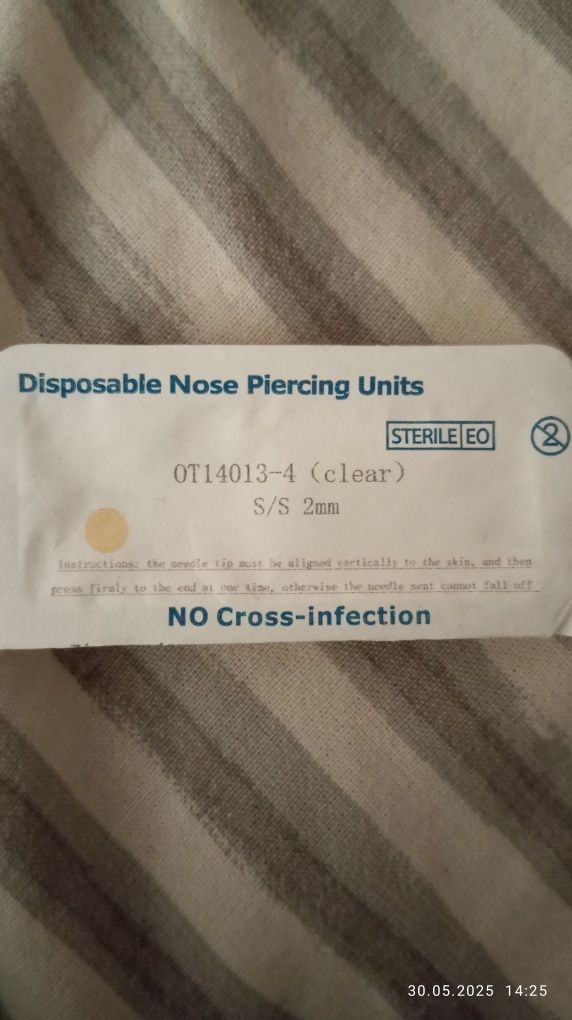 Disposable Nose Piercing Units
STERILE EO
2
OT14013-4 (clear)
S/S 2mm
Instructions: the needle tip must be aligned vertically to the skin, and then
press firmly to the end at one time, otherwise the needle seat cannot fall off
NO Cross-infection
30.05.2025 14:25